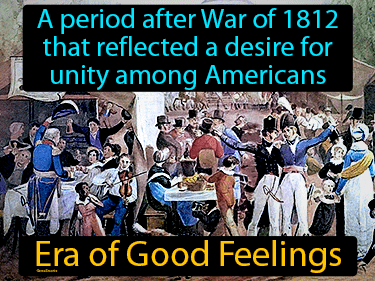 A period after War of 1812
that reflected a desire for
unity among Americans
Era of Good Feelings